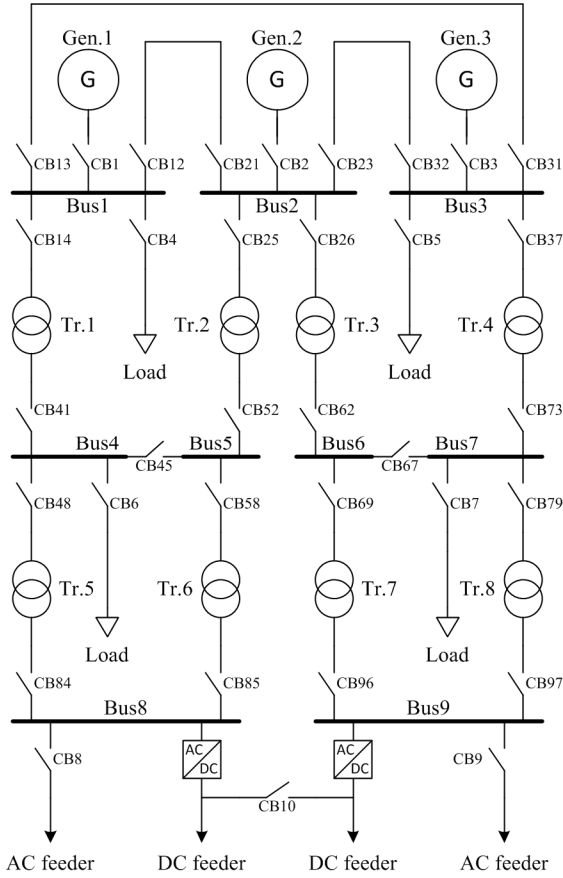 Gen.1 Gen.2 Gen.3
G G G
CB13 CB1 CB12 CB21 CB2 CB23 CB32 CB3 CB31
Bus1 Bus2 Bus3
CB14 CB4 CB25 CB26 CB5 CB37
Tr.1 Tr.2 Tr.3 Tr.4
Load Load
CB41 CB52 CB62 CB73
Bus4 Bus5 Bus6 Bus7
CB45 CB67
CB48 CB6 CB58 CB69 CB7 CB79
Tr.5 Tr.6 Tr.7 Tr.8
Load Load
CB84 CB85 CB96 CB97
Bus8 Bus9
CB8 AC AC CB9
DC DC
CB10
AC feeder DC feeder DC feeder AC feeder